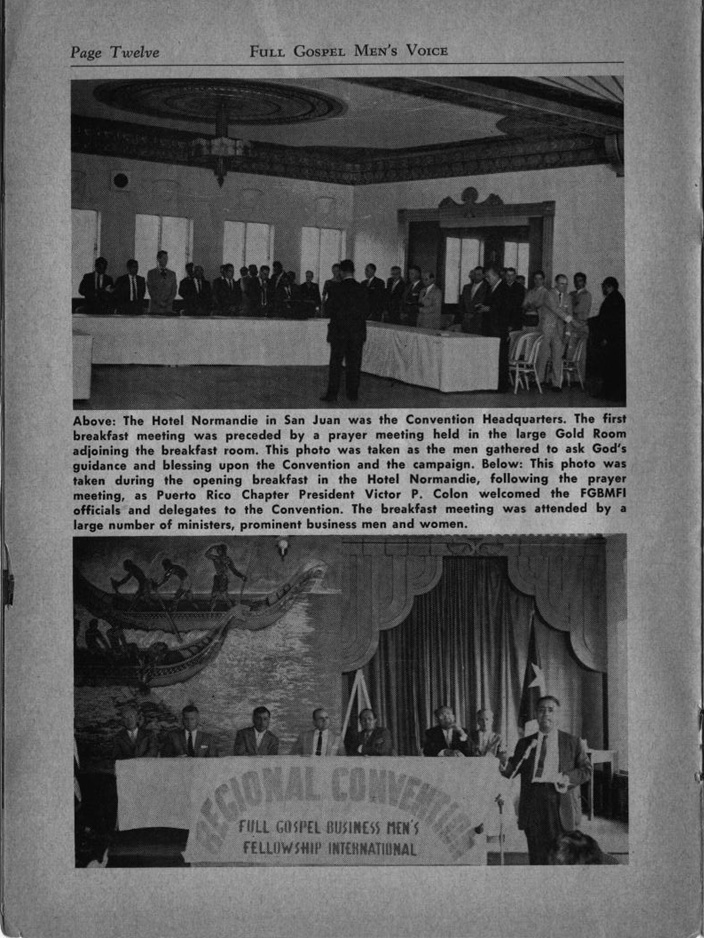 Page Twelve FULL GOSPEL MEN'S VOICE
Above: The Hotel Normandie in San Juan was the Convention Headquarters. The first
breakfast meeting was preceded by a prayer meeting held in the large Gold Room
adjoining the breakfast room. This photo was taken as the men gathered to ask God's
guidance and blessing upon the Convention and the campaign. Below: This photo was
taken during the opening breakfast in the Hotel Normandie, following the prayer
meeting, as Puerto Rico Chapter President Victor P. Colon welcomed the FGBMFI
officials and delegates to the Convention. The breakfast meeting was attended by a
large number of ministers, prominent business men and women.
REGIONAL CONVENTION
FULL GOSPEL BUSINESS MEN'S
FELLOWSHIP INTERNATIONAL